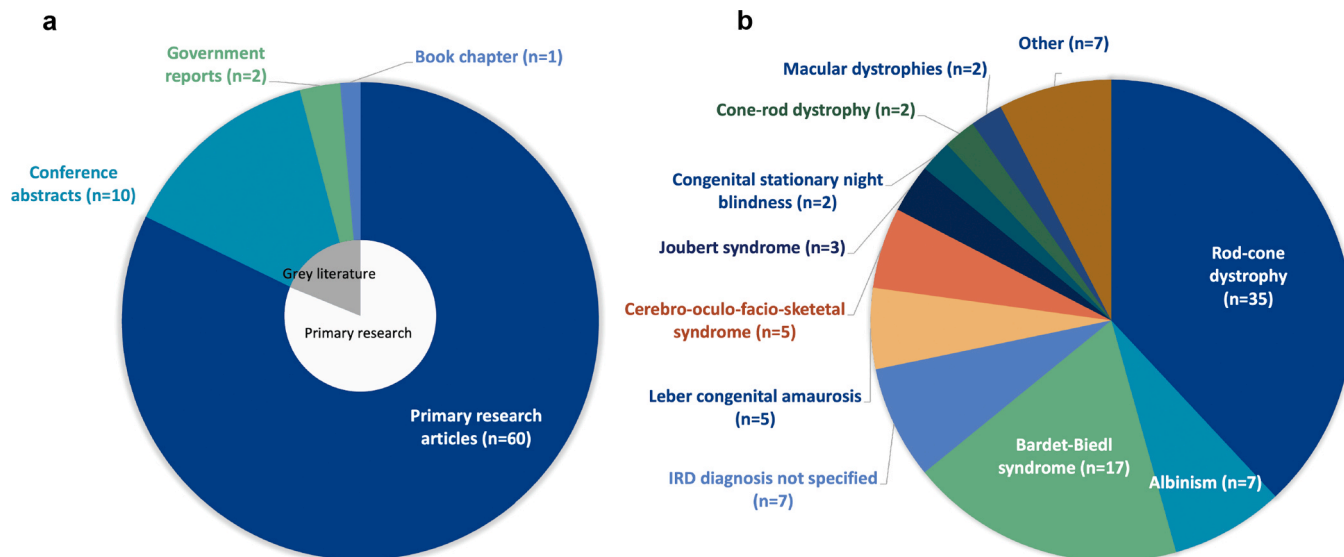 a
Government
reports (n=2)
Book chapter (n=1)
Conference
abstracts (n=10)
Grey literature
Primary research
Primary research
articles (n=60)
b
Other (n=7)
Macular dystrophies (n=2)
Cone-rod dystrophy (n=2)
Congenital stationary night
blindness (n=2)
Joubert syndrome (n=3)
Cerebro-oculo-facio-sketetal
syndrome (n=5)
Leber congenital amaurosis
(n=5)
IRD diagnosis not specified
(n=7)
Bardet-Biedl
syndrome (n=17)
Albinism (n=7)
Rod-cone
dystrophy
(n=35)